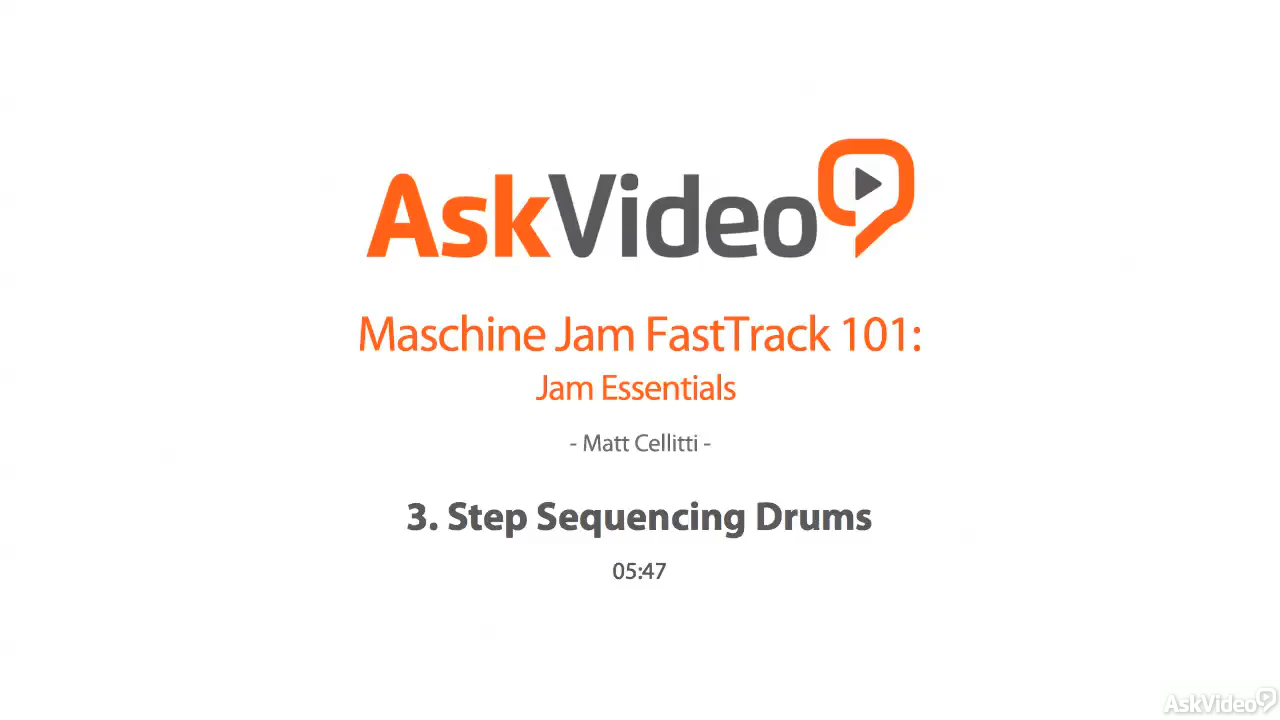 AskVideo
Maschine Jam FastTrack 101:
Jam Essentials
- Matt Cellitti -
3. Step Sequencing Drums
05:47
AskVideo